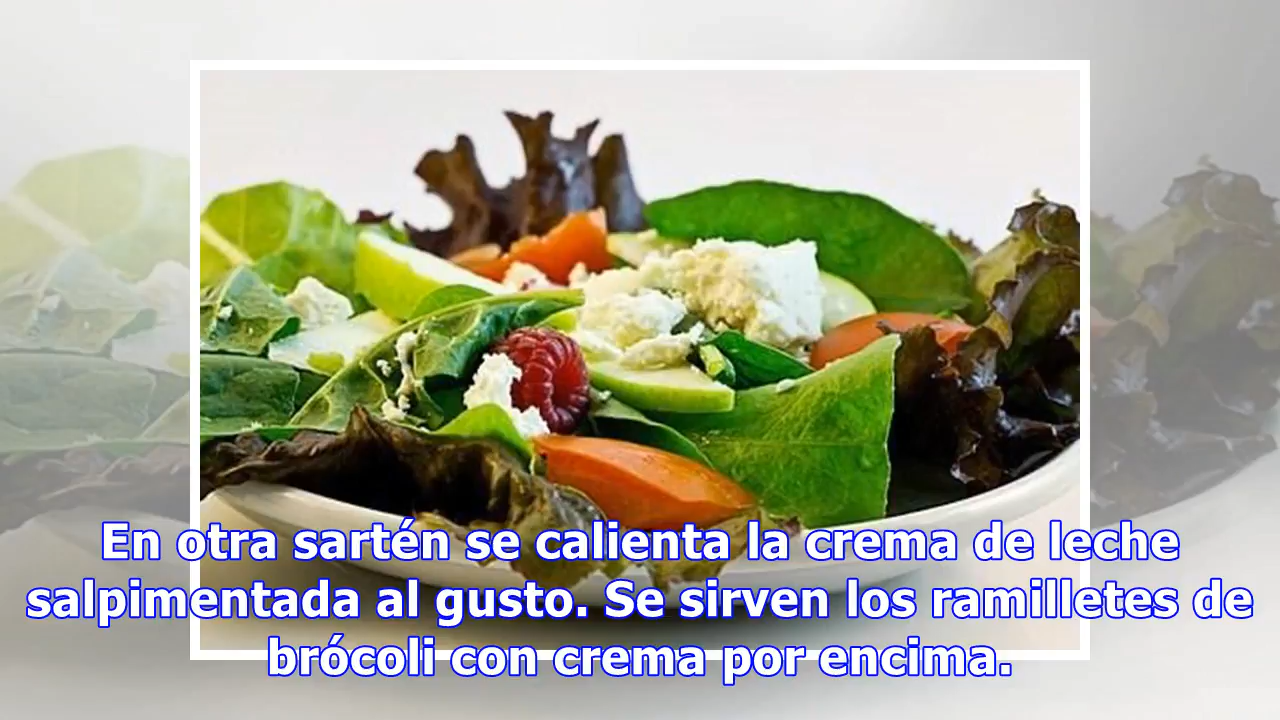 En otra sartén se calienta la crema de leche
salpimentada al gusto. Se sirven los ramilletes de
brócoli con crema por encima.